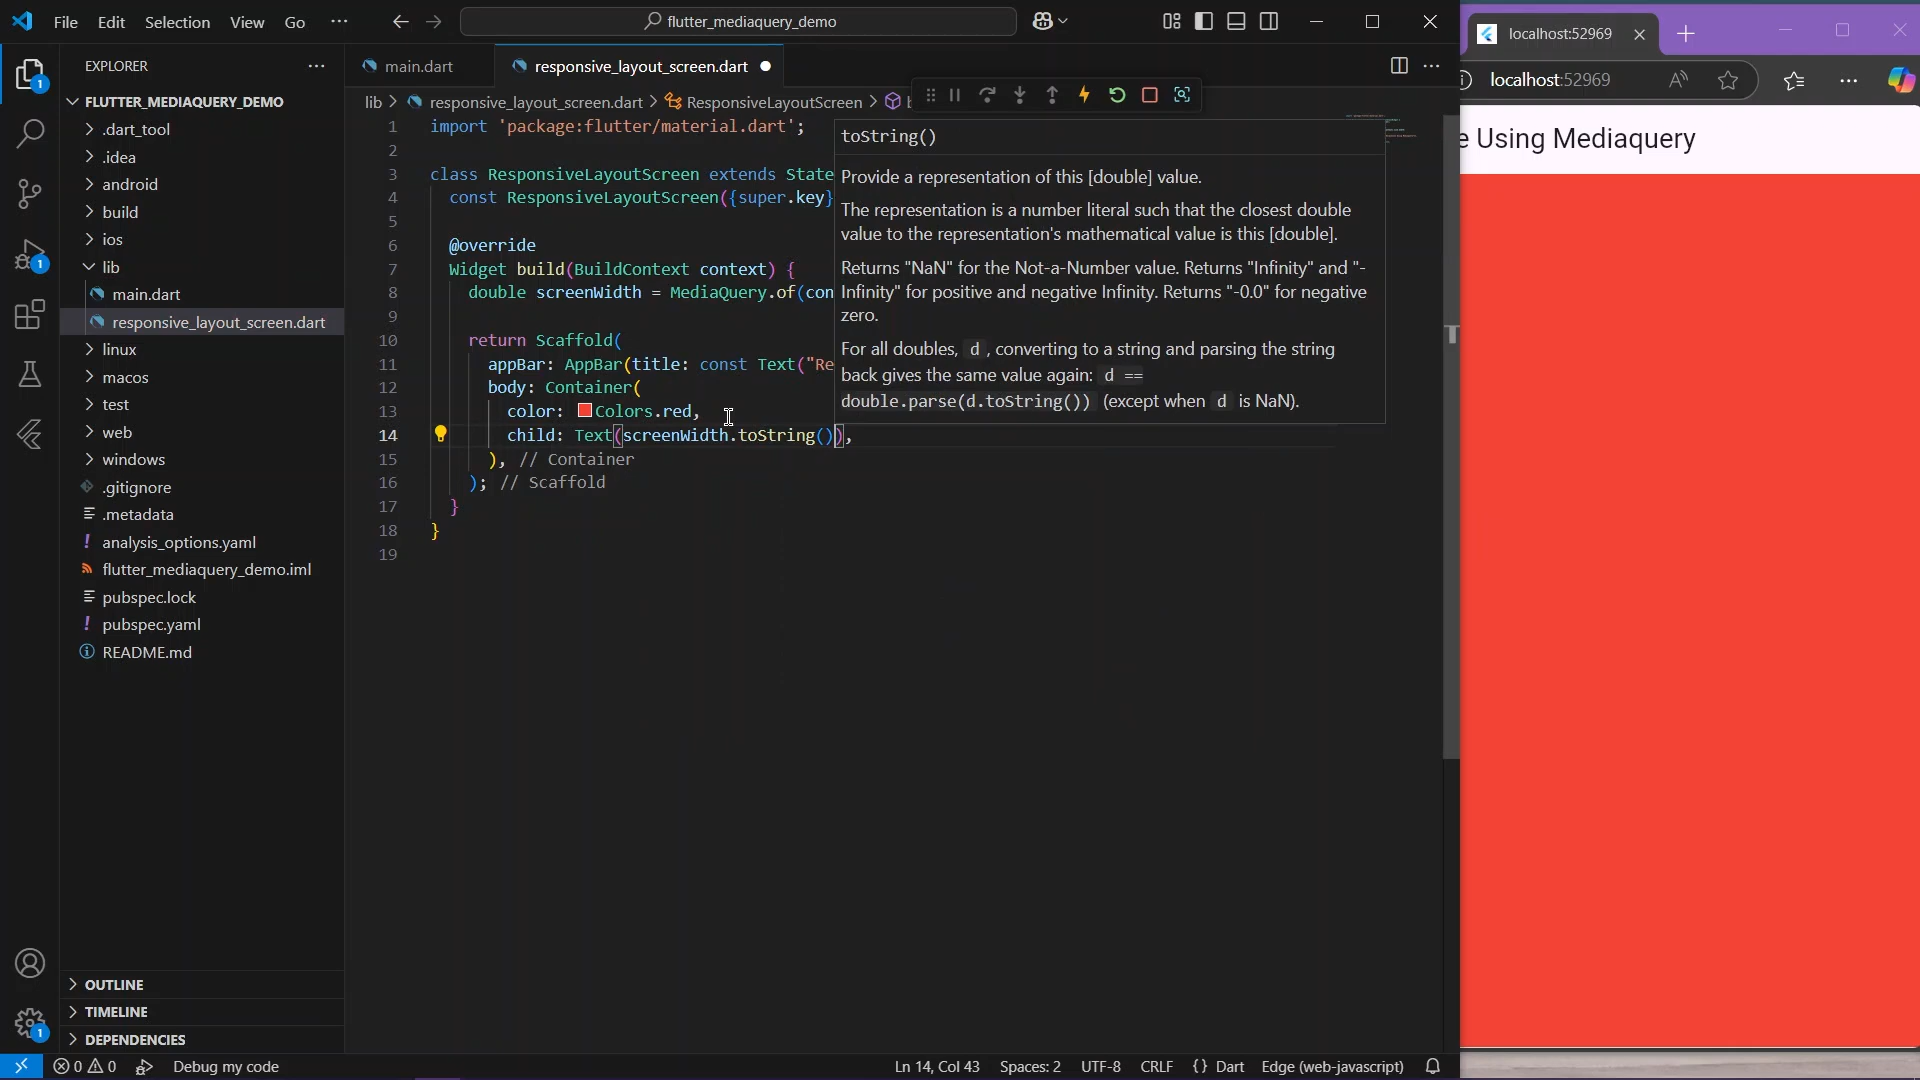 File Edit Selection View Go ···
flutter_mediaquery_demo
localhost:52969
EXPLORER
main.dart
responsive_layout_screen.dart
localhost:52969
FLUTTER_MEDIAQUERY_DEMO
lib > responsive_layout_screen.dart > ResponsiveLayoutScreen > b
.dart_tool
.idea
android
build
ios
lib
main.dart
responsive_layout_screen.dart
linux
macos
test
web
windows
.gitignore
.metadata
analysis_options.yaml
flutter_mediaquery_demo.iml
pubspec.lock
pubspec.yaml
README.md
OUTLINE
TIMELINE
DEPENDENCIES
1 import 'package:flutter/material.dart';
2
3 class ResponsiveLayoutScreen extends State
4 const ResponsiveLayoutScreen({super.key}
5
6 @override
7 Widget build(BuildContext context) {
8 double screenWidth = MediaQuery.of(con
9
10 return Scaffold(
11 appBar: AppBar(title: const Text("Re
12 body: Container(
13 color: Colors.red,
14 child: Text(screenWidth.toString()),
15 ), // Container
16 ); // Scaffold
17 }
18 }
19
toString()
Provide a representation of this [double] value.
The representation is a number literal such that the closest double
value to the representation's mathematical value is this [double].
Returns "NaN" for the Not-a-Number value. Returns "Infinity" and "-
Infinity" for positive and negative Infinity. Returns "-0.0" for negative
zero.
For all doubles, d, converting to a string and parsing the string
back gives the same value again: d ==
double.parse(d.toString()) (except when d is NaN).
e Using Mediaquery
1
1
1
0 0 Debug my code
Ln 14, Col 43 Spaces: 2 UTF-8 CRLF {} Dart Edge (web-javascript)